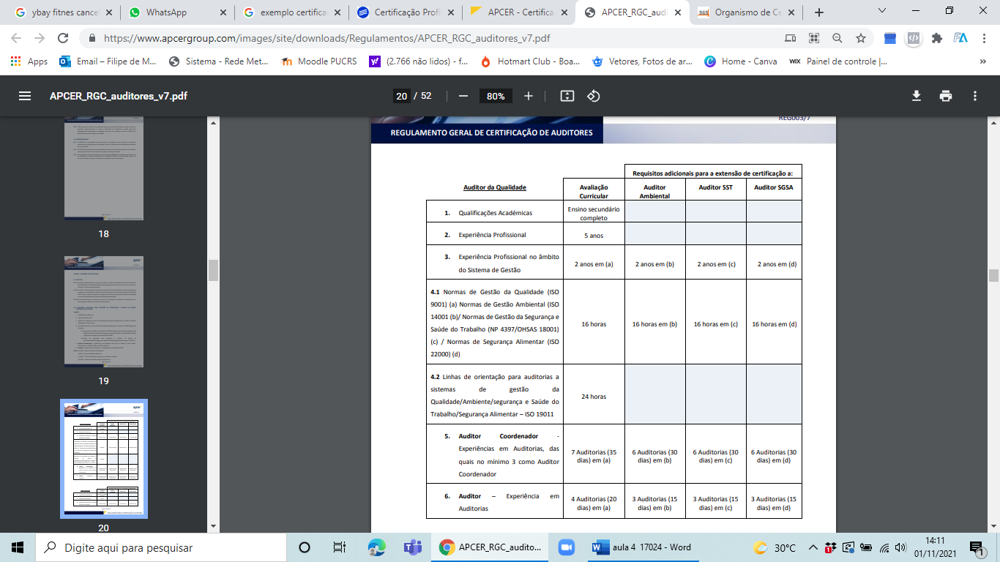 ybay fitnes cance
WhatsApp
exemplo certifica
Certificação Profi
APCER - Certifica
APCER_RGC_audi
Organismo de Ce
https://www.apcergroup.com/images/site/downloads/Regulamentos/APCER_RGC_auditores_v7.pdf
Apps
Email – Filipe de M...
Sistema - Rede Met...
Moodle PUCRS
(2.766 não lidos) - f...
Hotmart Club - Boa...
Vetores, Fotos de ar...
Home - Canva
WIX Painel de controle |...
»
APCER_RGC_auditores_v7.pdf
20 / 52
80%
18
19
20
REG003/7
REGULAMENTO GERAL DE CERTIFICAÇÃO DE AUDITORES
Requisitos adicionais para a extensão de certificação a:
Auditor da Qualidade
Avaliação
Curricular
Auditor
Ambiental
Auditor SST
Auditor SGSA
1. Qualificações Académicas
Ensino secundário
completo
2. Experiência Profissional
5 anos
3. Experiência Profissional no âmbito
do Sistema de Gestão
2 anos em (a)
2 anos em (b)
2 anos em (c)
2 anos em (d)
4.1 Normas de Gestão da Qualidade (ISO
9001) (a) Normas de Gestão Ambiental (ISO
14001 (b)/ Normas de Gestão da Segurança e
Saúde do Trabalho (NP 4397/OHSAS 18001)
(c) / Normas de Segurança Alimentar (ISO
22000) (d)
16 horas
16 horas em (b)
16 horas em (c)
16 horas em (d)
4.2 Linhas de orientação para auditorias a
sistemas de gestão da
Qualidade/Ambiente/segurança e Saúde do
Trabalho/Segurança Alimentar – ISO 19011
24 horas
5. Auditor Coordenador -
Experiências em Auditorias, das
quais no mínimo 3 como Auditor
Coordenador
7 Auditorias (35
dias) em (a)
6 Auditorias (30
dias) em (b)
6 Auditorias (30
dias) em (c)
6 Auditorias (30
dias) em (d)
6. Auditor – Experiência em
Auditorias
4 Auditorias (20
dias) em (a)
3 Auditorias (15
dias) em (b)
3 Auditorias (15
dias) em (c)
3 Auditorias (15
dias) em (d)
Digite aqui para pesquisar
APCER_RGC_audito...
aula 4 17024 - Word
30°C
14:11
01/11/2021
1